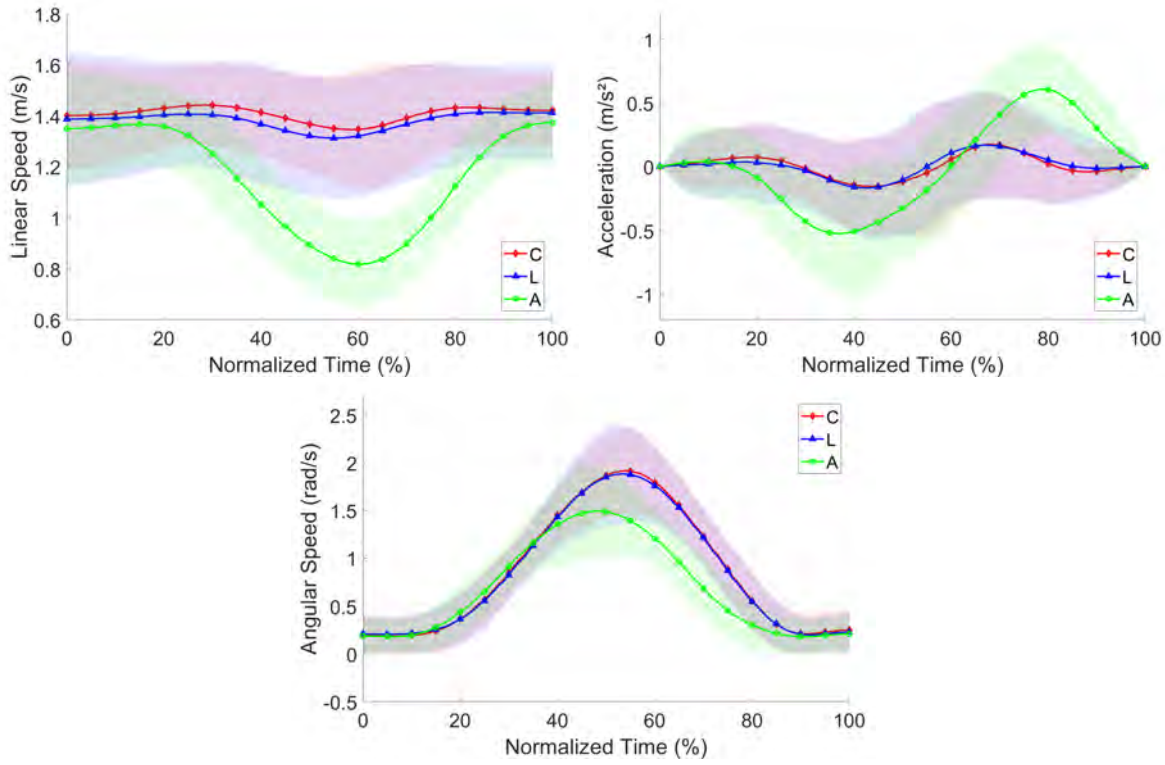 1.8
1.6
1.4
1.2
1
0.8
0.6
Linear Speed (m/s)
0 20 40 60 80 100
Normalized Time (%)
C
L
A
1
0.5
0
-0.5
-1
Acceleration (m/s²)
0 20 40 60 80 100
Normalized Time (%)
C
L
A
2.5
2
1.5
1
0.5
0
-0.5
Angular Speed (rad/s)
0 20 40 60 80 100
Normalized Time (%)
C
L
A